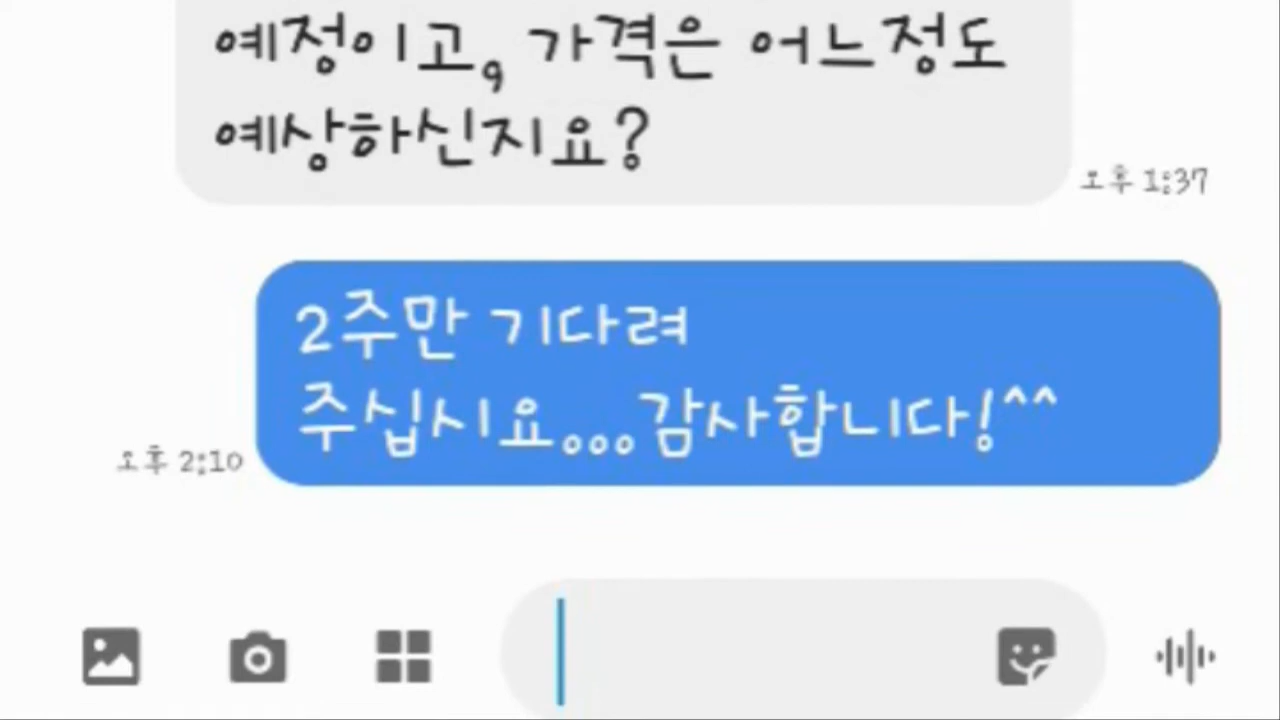 예정이고, 가격은 어느정도
예상하신지요?
오후 1:37
2주만 기다려
주십시요...감사합니다!^^
오후 2:10